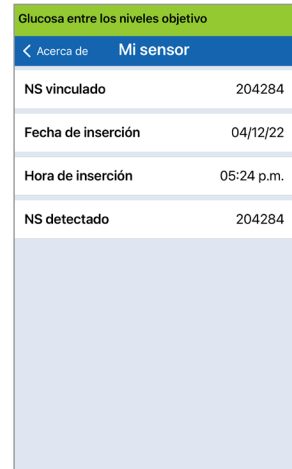 Glucosa entre los niveles objetivo
Acerca de Mi sensor
NS vinculado 204284
Fecha de inserción 04/12/22
Hora de inserción 05:24 p.m.
NS detectado 204284